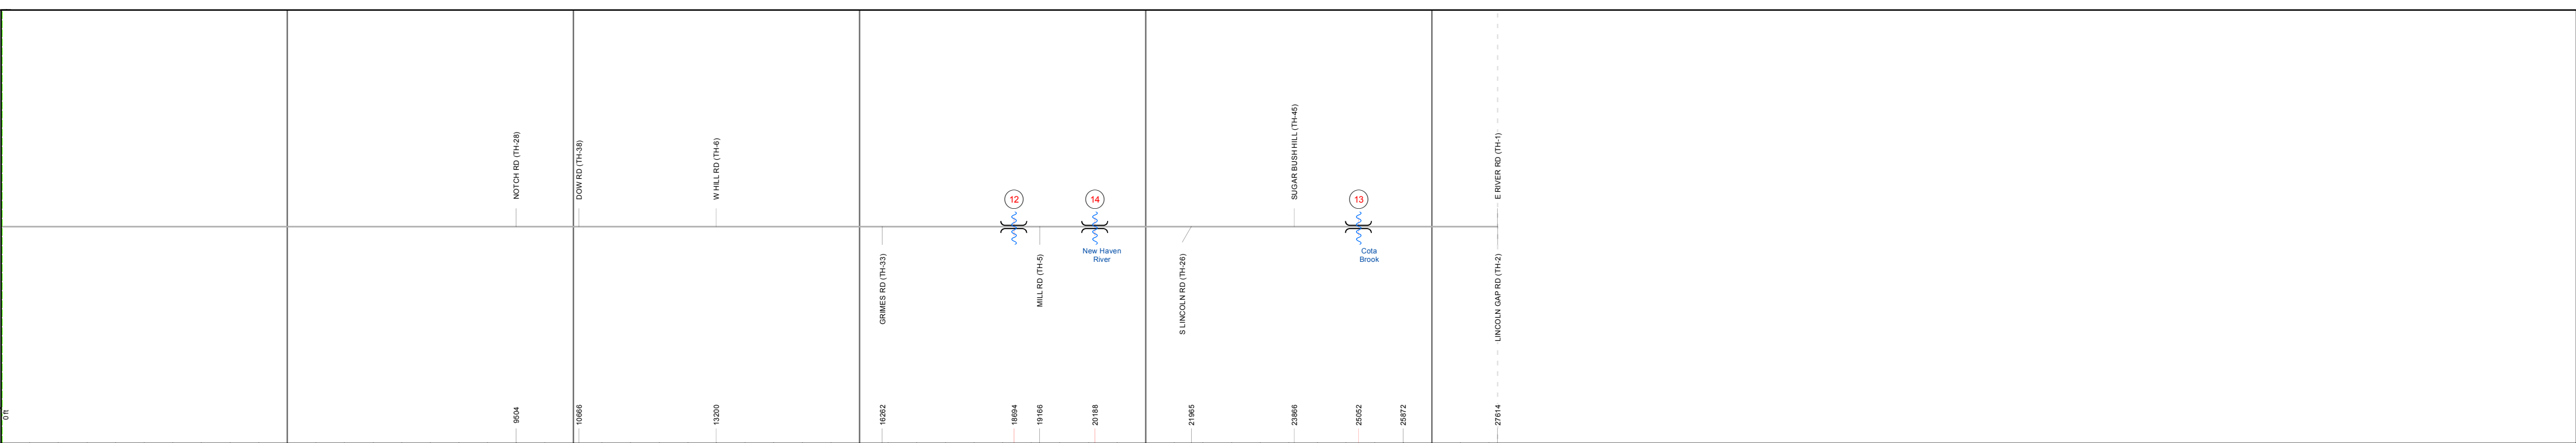 NOTCH RD (TH-28)
DOW RD (TH-38)
W HILL RD (TH-6)
SUGAR BUSH HILL (TH-45)
E RIVER RD (TH-1)
12
14
13
New Haven
River
Cota
Brook
GRIMES RD (TH-33)
MILL RD (TH-5)
S LINCOLN RD (TH-26)
LINCOLN GAP RD (TH-2)
0 ft
9504
10666
13200
16262
18694
19166
20188
21965
23866
25052
25872
27614